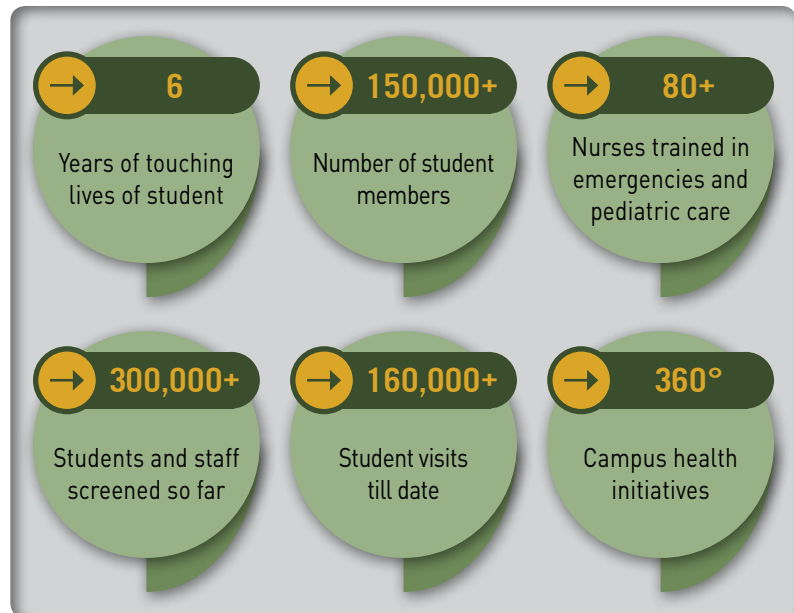 6
Years of touching
lives of student
150,000+
Number of student
members
80+
Nurses trained in
emergencies and
pediatric care
300,000+
Students and staff
screened so far
160,000+
Student visits
till date
360°
Campus health
initiatives